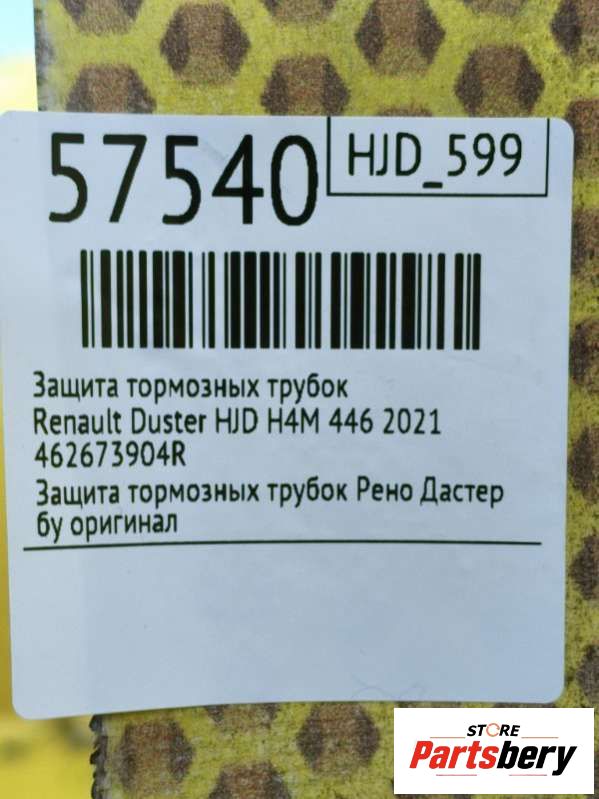 57540
HJD_599
Защита тормозных трубок
Renault Duster HJD H4M 446 2021
462673904R
Защита тормозных трубок Рено Дастер
бу оригинал
STORE
Partsbery